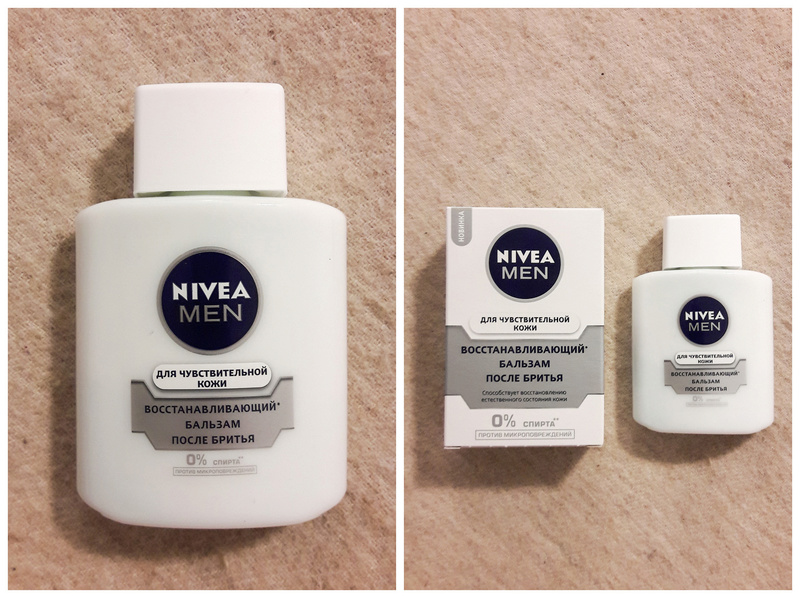 NIVEA
MEN
ДЛЯ ЧУВСТВИТЕЛЬНОЙ
КОЖИ
ВОССТАНАВЛИВАЮЩИЙ*
БАЛЬЗАМ
ПОСЛЕ БРИТЬЯ
0% СПИРТА**
ПРОТИВ МИКРОПОВРЕЖДЕНИЙ
НОВИНКА
NIVEA
MEN
ДЛЯ ЧУВСТВИТЕЛЬНОЙ
КОЖИ
ВОССТАНАВЛИВАЮЩИЙ*
БАЛЬЗАМ
ПОСЛЕ БРИТЬЯ
Способствует восстановлению
естественного состояния кожи
0% СПИРТА**
ПРОТИВ МИКРОПОВРЕЖДЕНИЙ
NIVEA
MEN
ДЛЯ ЧУВСТВИТЕЛЬНОЙ
КОЖИ
ВОССТАНАВЛИВАЮЩИЙ*
БАЛЬЗАМ
ПОСЛЕ БРИТЬЯ
0%